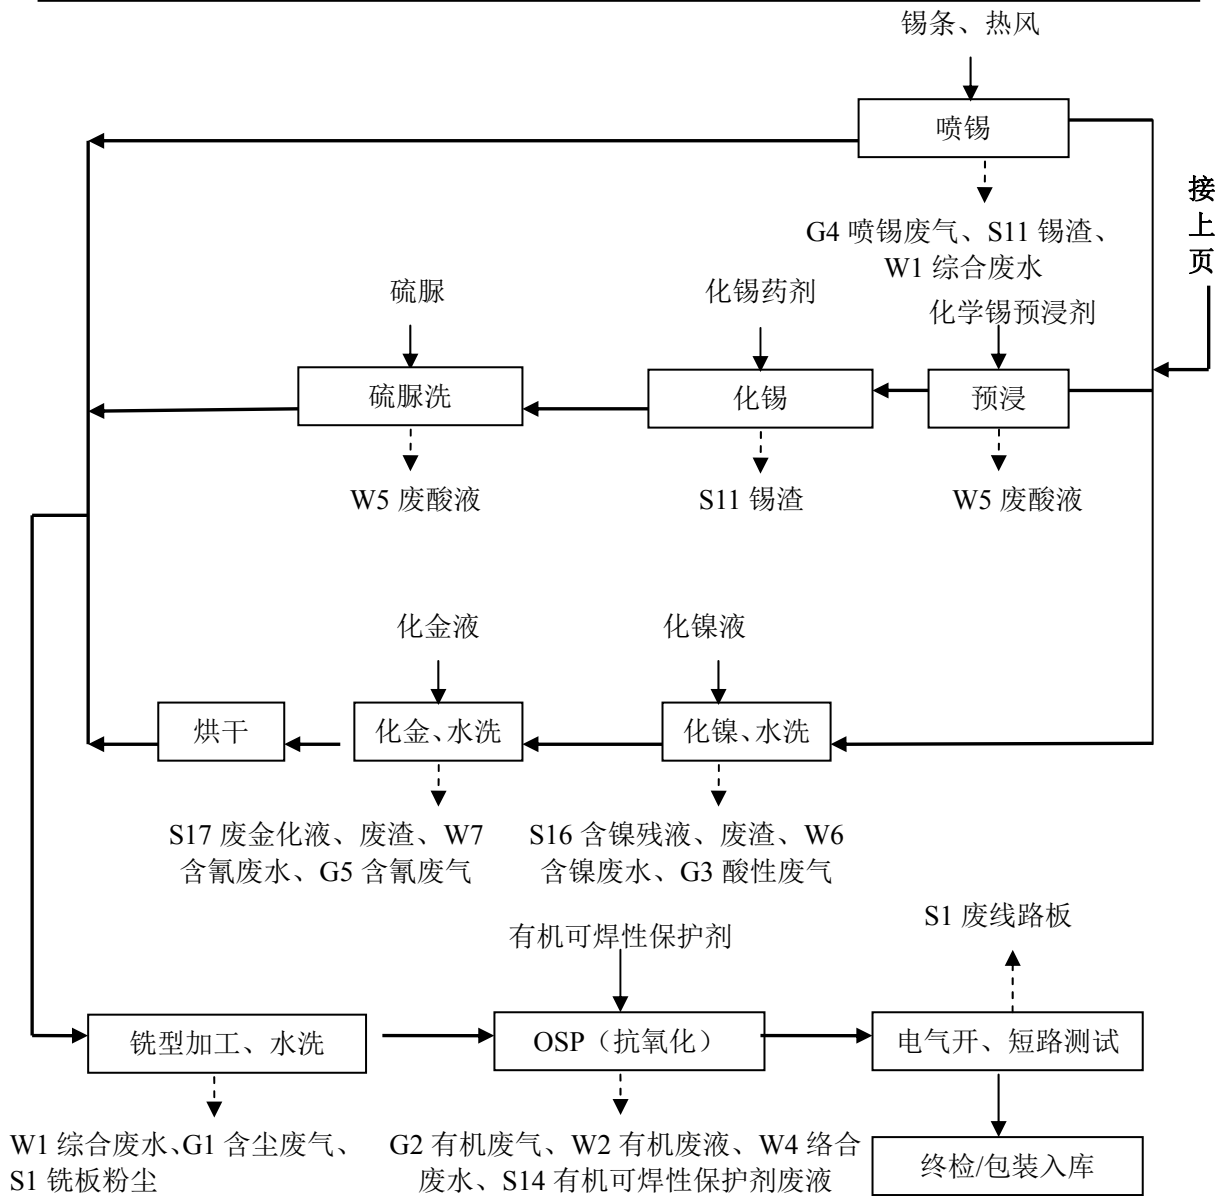 锡条、热风
喷锡
接
上
页
G4 喷锡废气、S11 锡渣、
W1 综合废水
硫脲
化锡药剂
化学锡预浸剂
硫脲洗
化锡
预浸
W5 废酸液
S11 锡渣
W5 废酸液
化金液
化镍液
烘干
化金、水洗
化镍、水洗
S17 废金化液、废渣、W7
含氰废水、G5 含氰废气
S16 含镍残液、废渣、W6
含镍废水、G3 酸性废气
S1 废线路板
有机可焊性保护剂
铣型加工、水洗
OSP（抗氧化）
电气开、短路测试
W1 综合废水、G1 含尘废气、
S1 铣板粉尘
G2 有机废气、W2 有机废液、W4 络合
废水、S14 有机可焊性保护剂废液
终检/包装入库